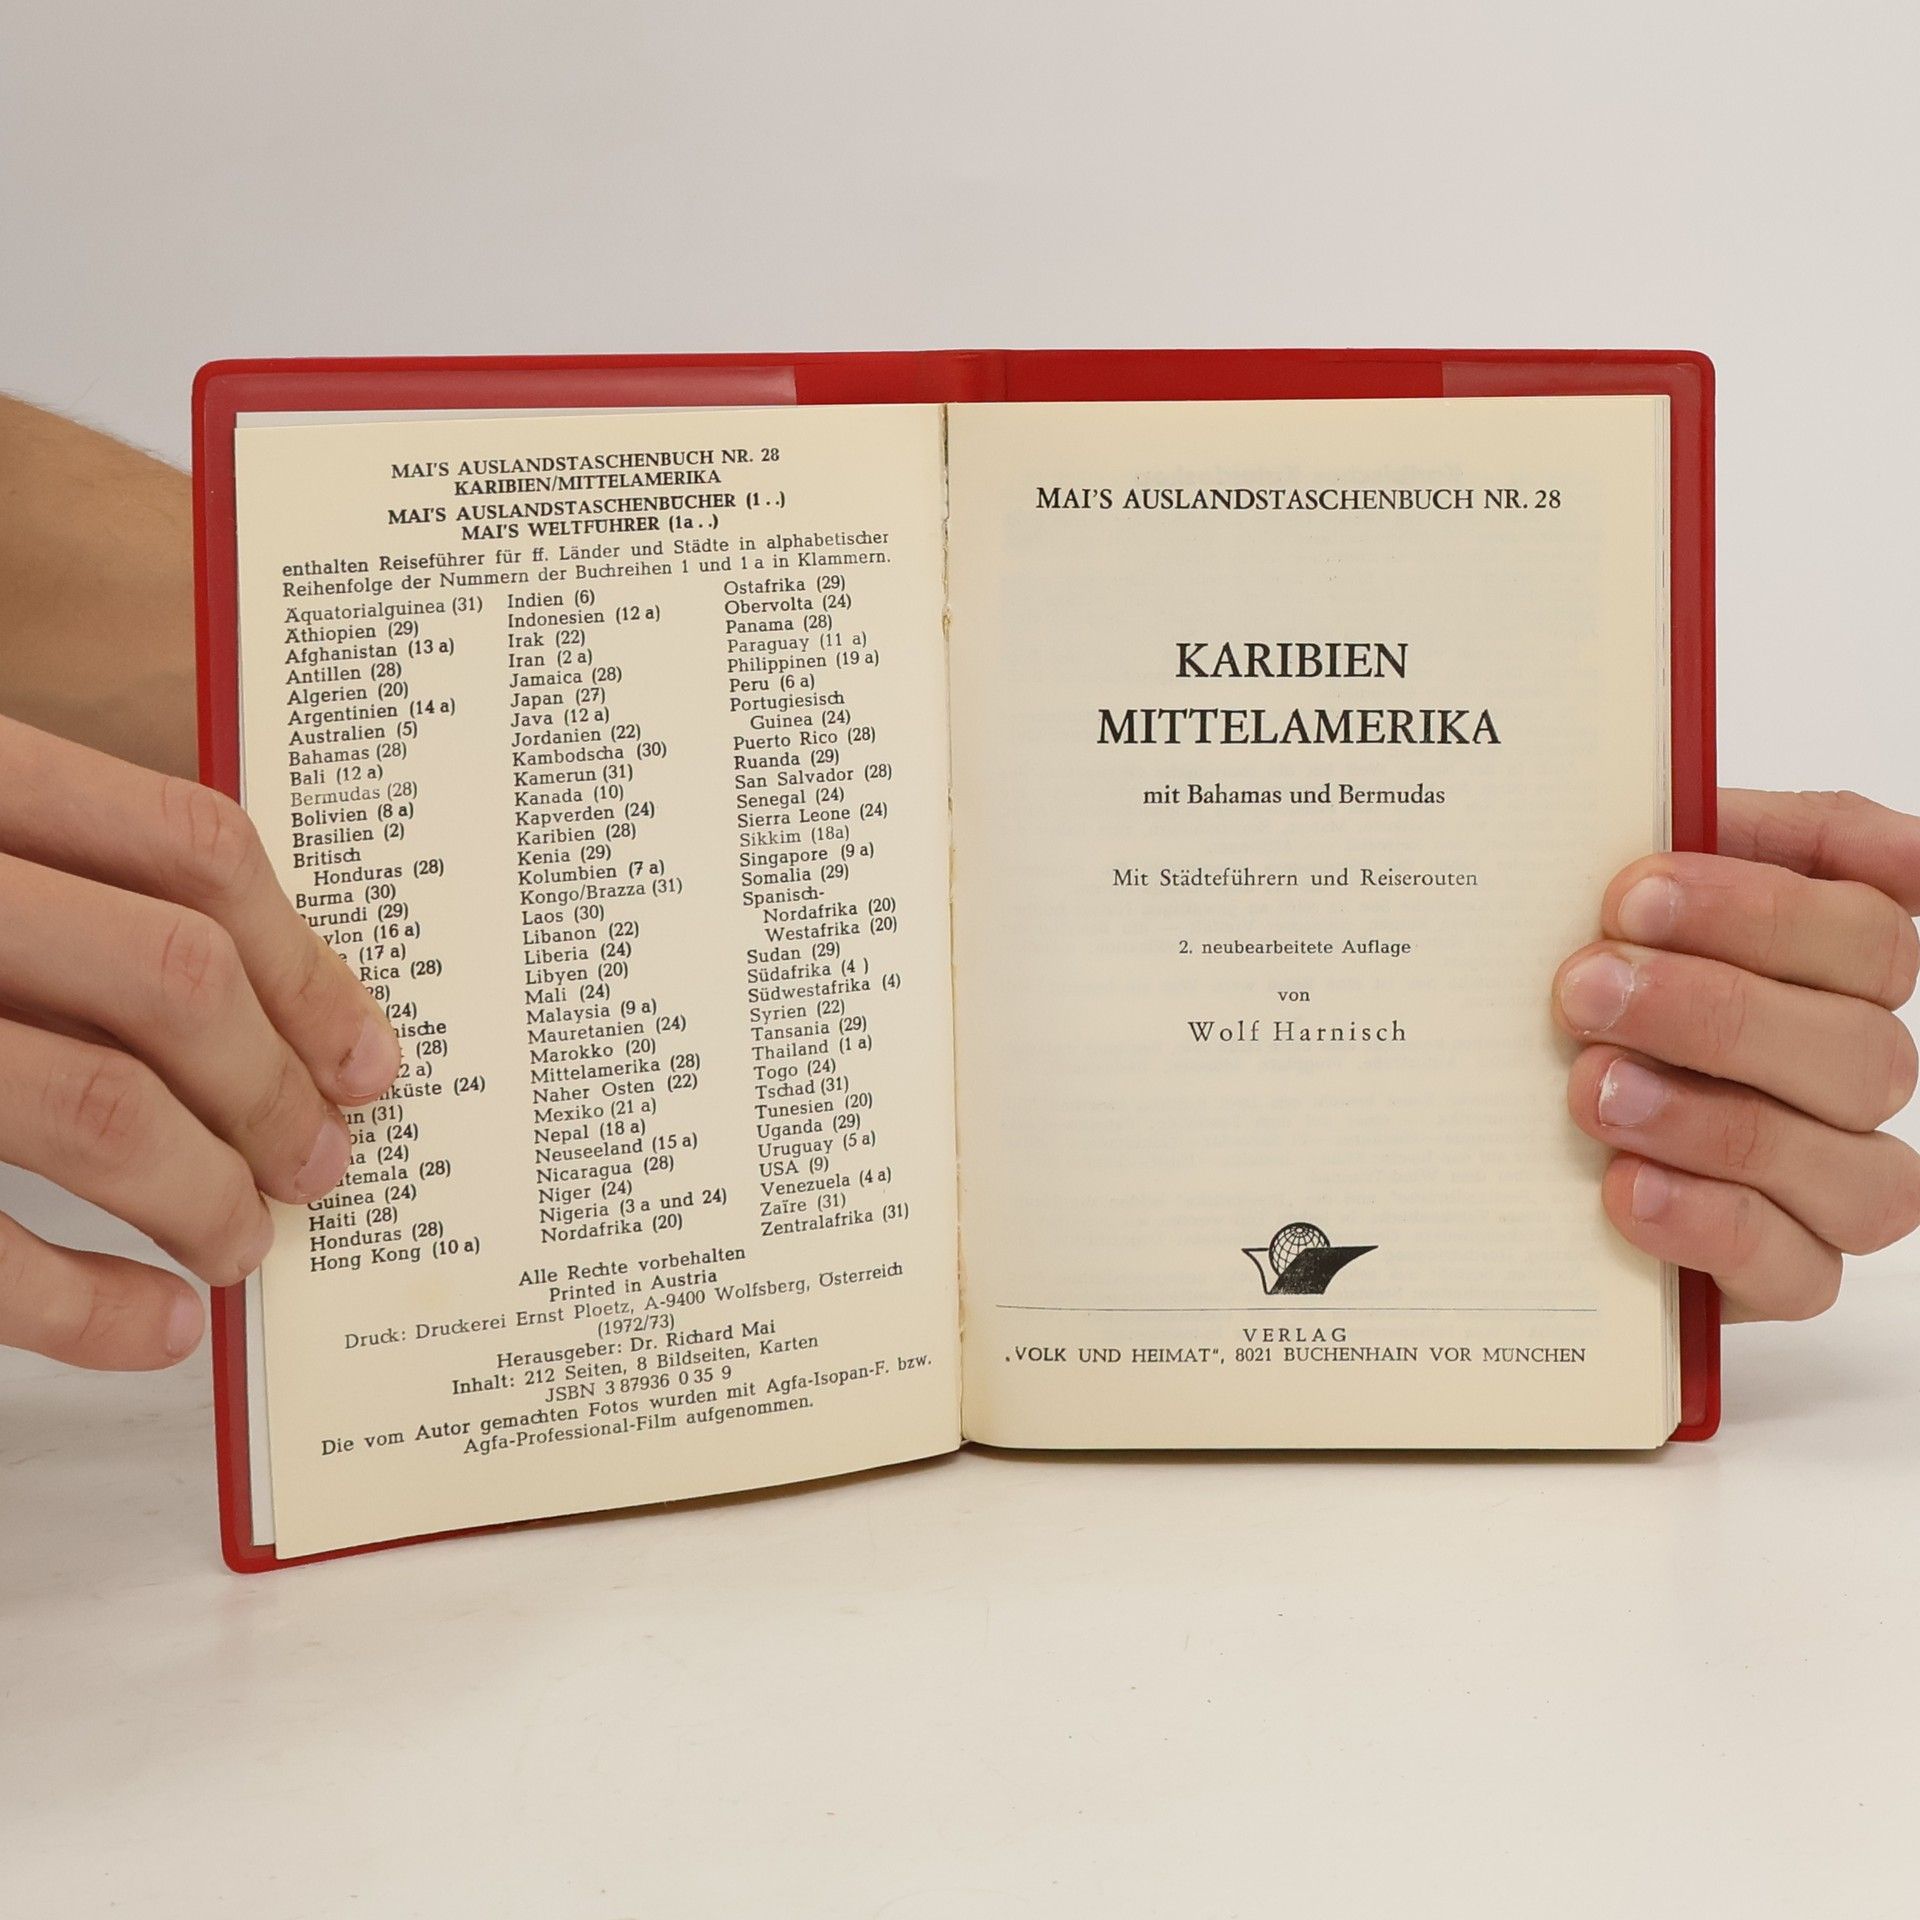 MAI'S AUSLANDSTASCHENBUCH NR. 28
KARIBIEN/MITTELAMERIKA
MAI'S AUSLANDSTASCHENBÜCHER (1 . .)
MAI'S WELTFÜHRER (1a . .)
enthalten Reiseführer für ff. Länder und Städte in alphabetischer
Reihenfolge der Nummern der Buchreihen 1 und 1 a in Klammern.
Äquatorialguinea (31)
Äthiopien (29)
Afghanistan (13 a)
Antillen (28)
Algerien (20)
Argentinien (14 a)
Australien (5)
Bahamas (28)
Bali (12 a)
Bermudas (28)
Bolivien (8 a)
Brasilien (2)
Britisch
Honduras (28)
Burma (30)
(29)
(16 a)
(17 a)
Rica (28)
(24)
(28)
(24)
(31)
(24)
(24)
(28)
Guinea (24)
Haiti (28)
Honduras (28)
Hong Kong (10 a)
Indien (6)
Indonesien (12 a)
Irak (22)
Iran (2 a)
Jamaica (28)
Japan (27)
Java (12 a)
Jordanien (22)
Kambodscha (30)
Kamerun (31)
Kanada (10)
Kapverden (24)
Karibien (28)
Kenia (29)
Kolumbien (7 a)
Kongo/Brazza (31)
Laos (30)
Libanon (22)
Liberia (24)
Libyen (20)
Mali (24)
Malaysia (9 a)
Mauretanien (24)
Marokko (20)
Mittelamerika (28)
Naher Osten (22)
Mexiko (21 a)
Nepal (18 a)
Neuseeland (15 a)
Nicaragua (28)
Niger (24)
Nigeria (3 a und 24)
Nordafrika (20)
Ostafrika (29)
Obervolta (24)
Panama (28)
Paraguay (11 a)
Philippinen (19 a)
Peru (6 a)
Portugiesisch
Guinea (24)
Puerto Rico (28)
Ruanda (29)
San Salvador (28)
Senegal (24)
Sierra Leone (24)
Sikkim (18a)
Singapore (9 a)
Somalia (29)
Spanisch-
Nordafrika (20)
Westafrika (20)
Sudan (29)
Südafrika (4 )
Südwestafrika (4)
Syrien (22)
Tansania (29)
Thailand (1 a)
Togo (24)
Tschad (31)
Tunesien (20)
Uganda (29)
Uruguay (5 a)
USA (9)
Venezuela (4 a)
Zaïre (31)
Zentralafrika (31)
Alle Rechte vorbehalten
Printed in Austria
Druck: Druckerei Ernst Ploetz, A-9400 Wolfsberg, Österreich
(1972/73)
Herausgeber: Dr. Richard Mai
Inhalt: 212 Seiten, 8 Bildseiten, Karten
JSBN 3 87936 0 35 9
Die vom Autor gemachten Fotos wurden mit Agfa-Isopan-F. bzw.
Agfa-Professional-Film aufgenommen.
MAI'S AUSLANDSTASCHENBUCH NR. 28
KARIBIEN
MITTELAMERIKA
mit Bahamas und Bermudas
Mit Städteführern und Reiserouten
2. neubearbeitete Auflage
von
Wolf Harnisch
VERLAG
„VOLK UND HEIMAT“, 8021 BUCHENHAIN VOR MÜNCHEN